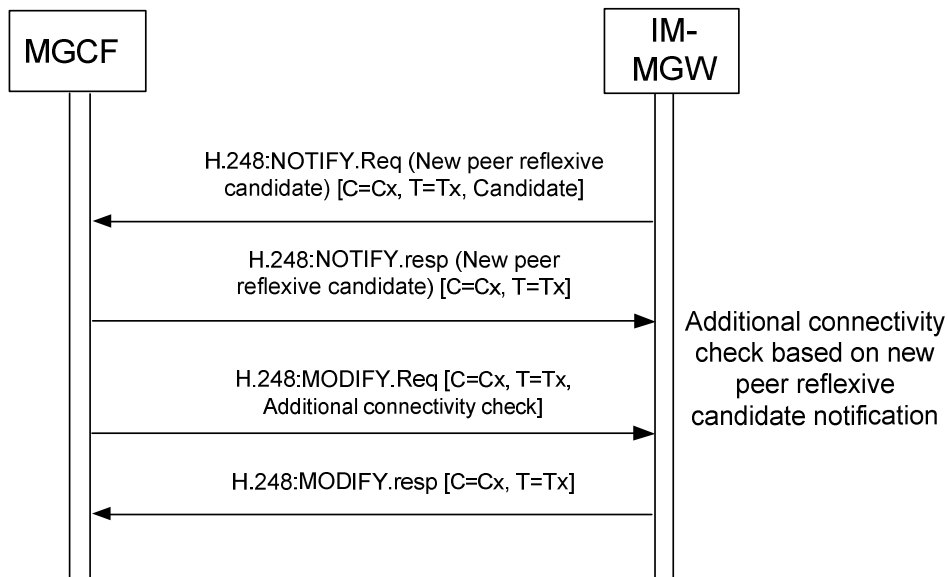 MGCF
IM-
MGW
H.248:NOTIFY.Req (New peer reflexive
candidate) [C=Cx, T=Tx, Candidate]
H.248:NOTIFY.resp (New peer
reflexive candidate) [C=Cx, T=Tx]
Additional connectivity
check based on new
peer reflexive
candidate notification
H.248:MODIFY.Req [C=Cx, T=Tx,
Additional connectivity check]
H.248:MODIFY.resp [C=Cx, T=Tx]